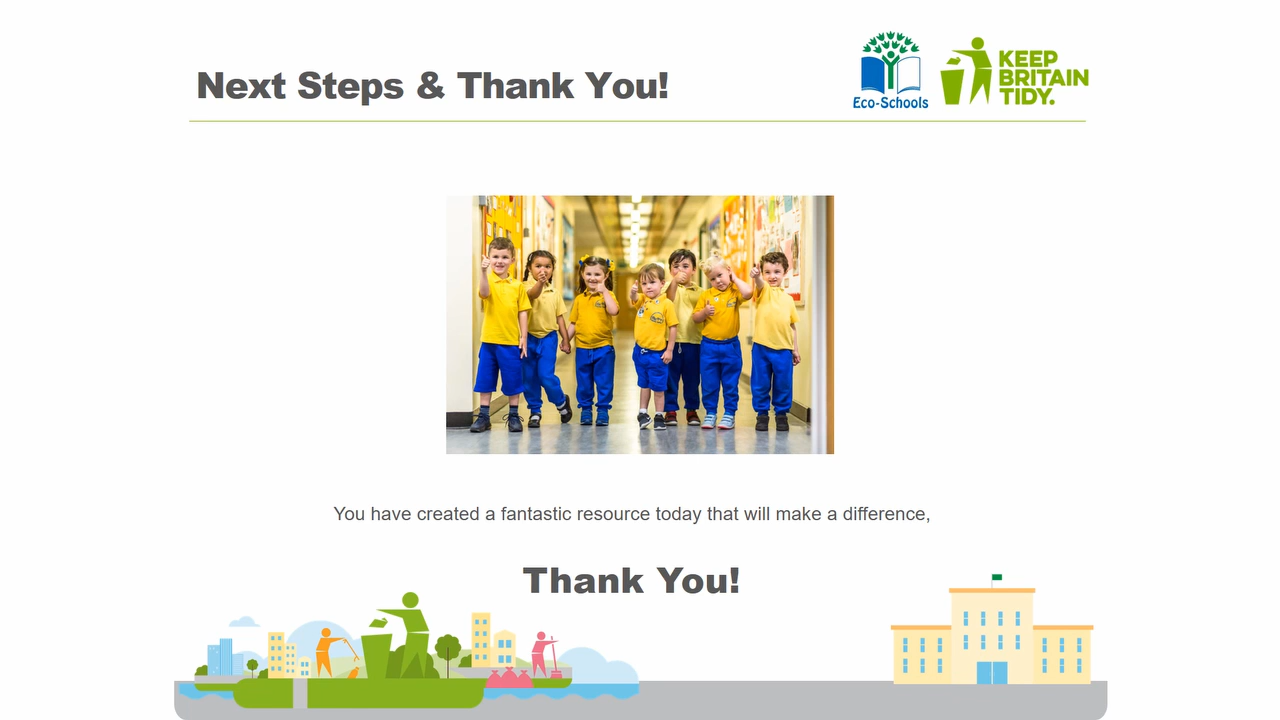 Next Steps & Thank You!
Eco-Schools
KEEP
BRITAIN
TIDY.
You have created a fantastic resource today that will make a difference,
Thank You!